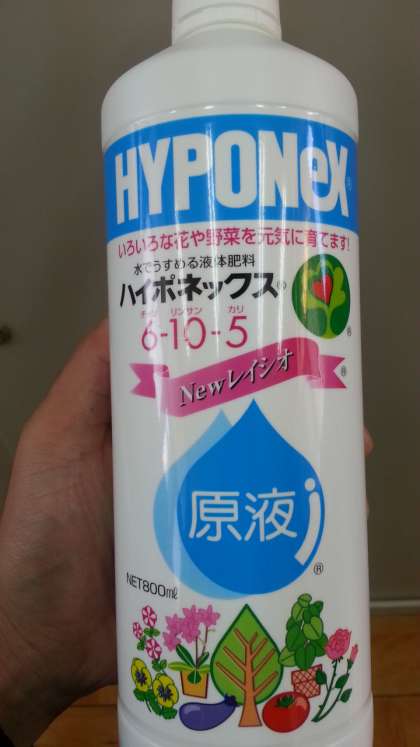 HYPONeX®
いろいろな花や野菜を元気に育てます!
水でうすめる液体肥料
ハイポネックス®
チッソ リンサン カリ
6-10-5
®
Newレイシオ®
原液j®
NET800mℓ